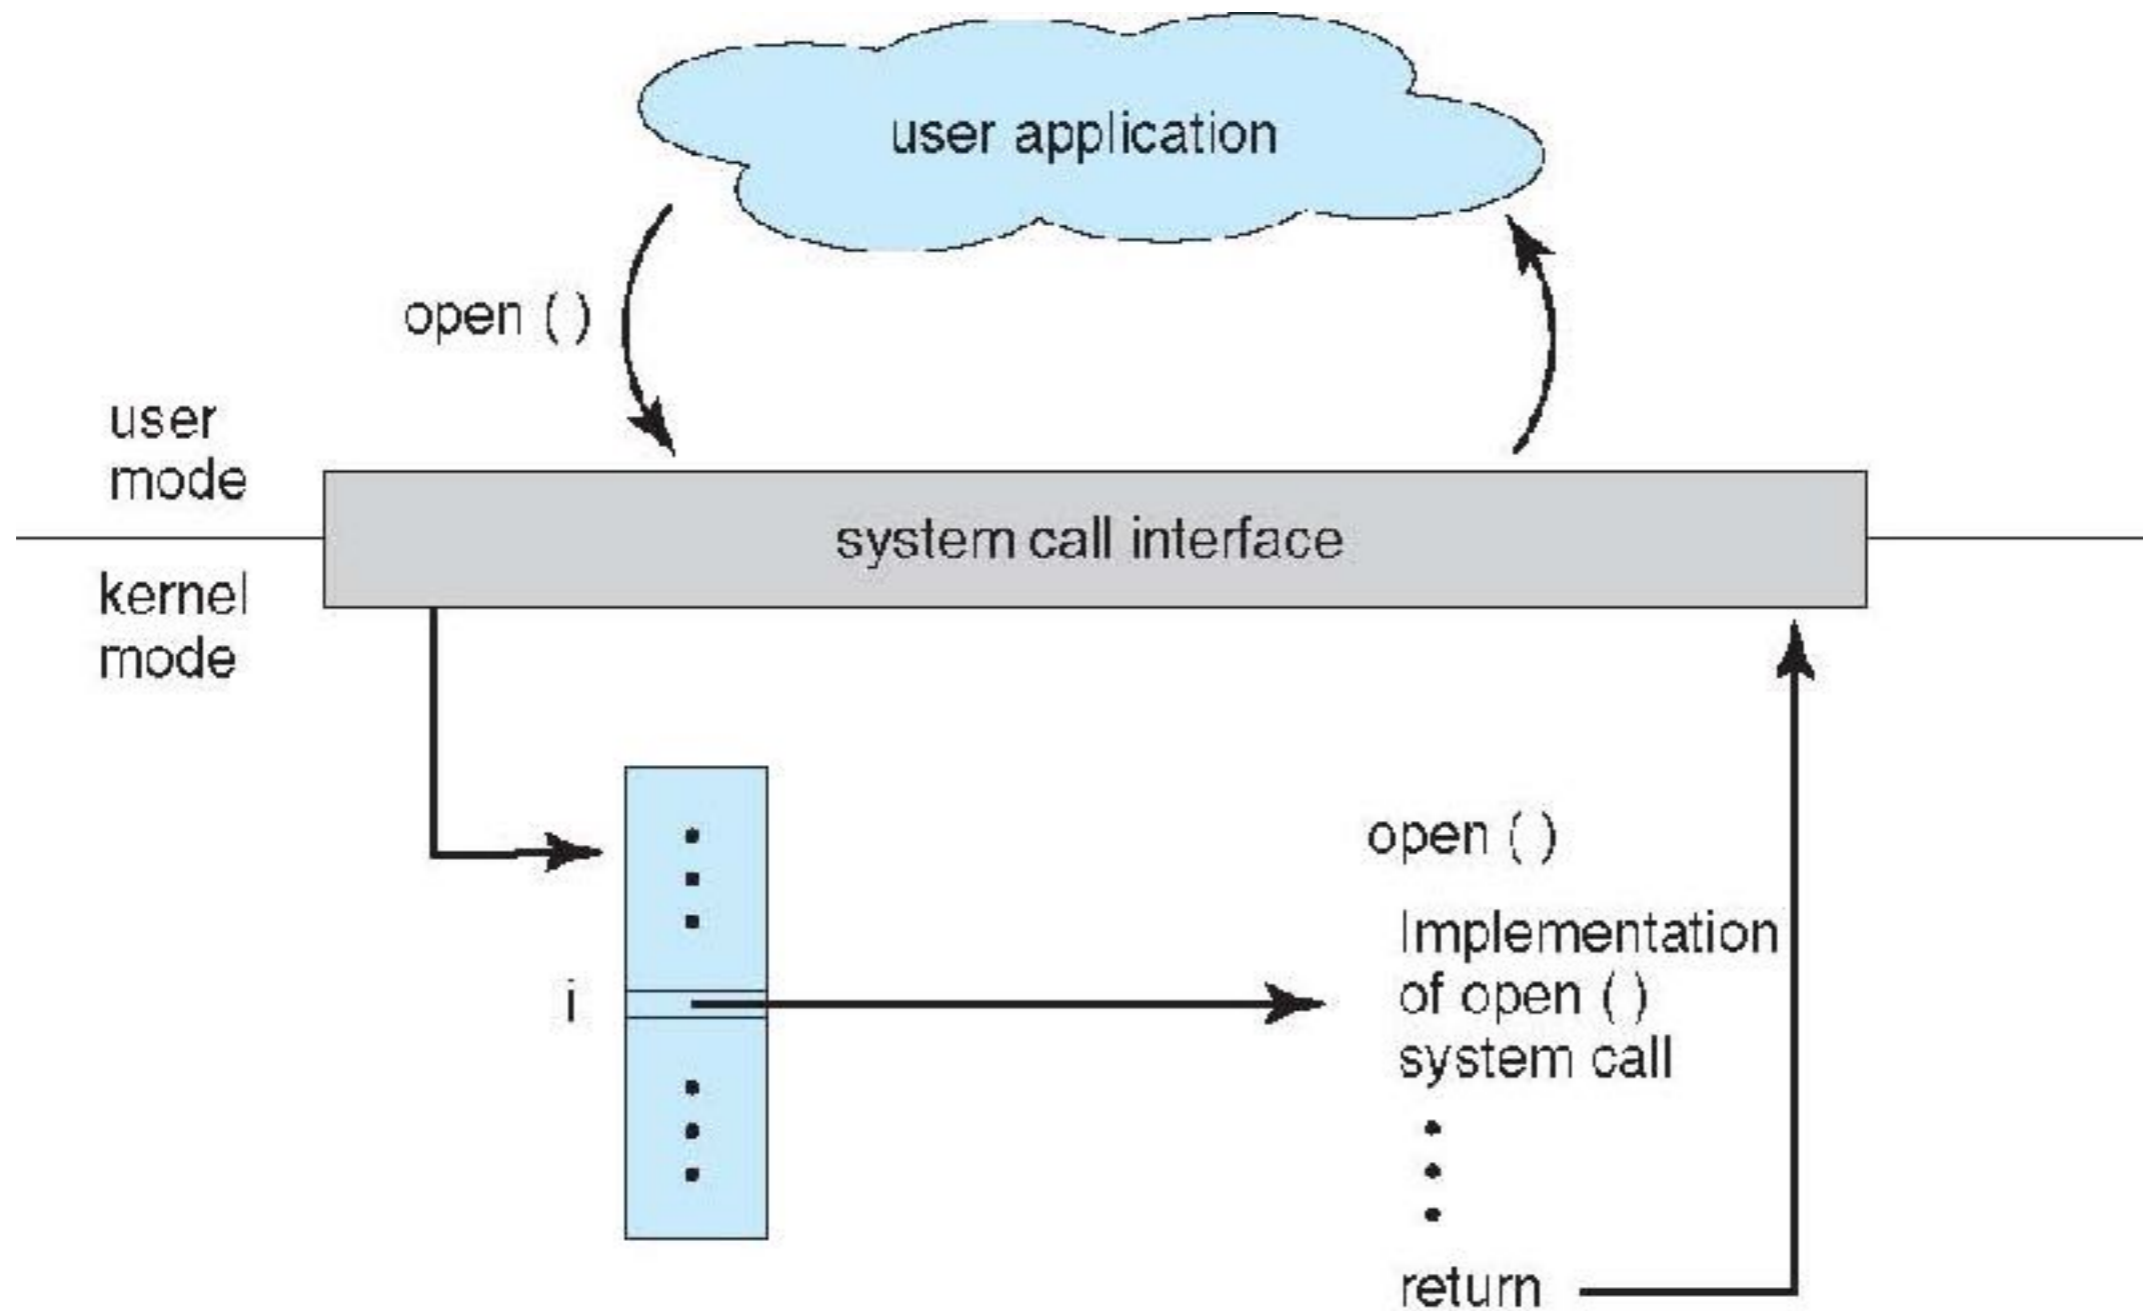 user application
open ( )
user
mode
system call interface
kernel
mode
open ( )
i
Implementation
of open ( )
system call
return